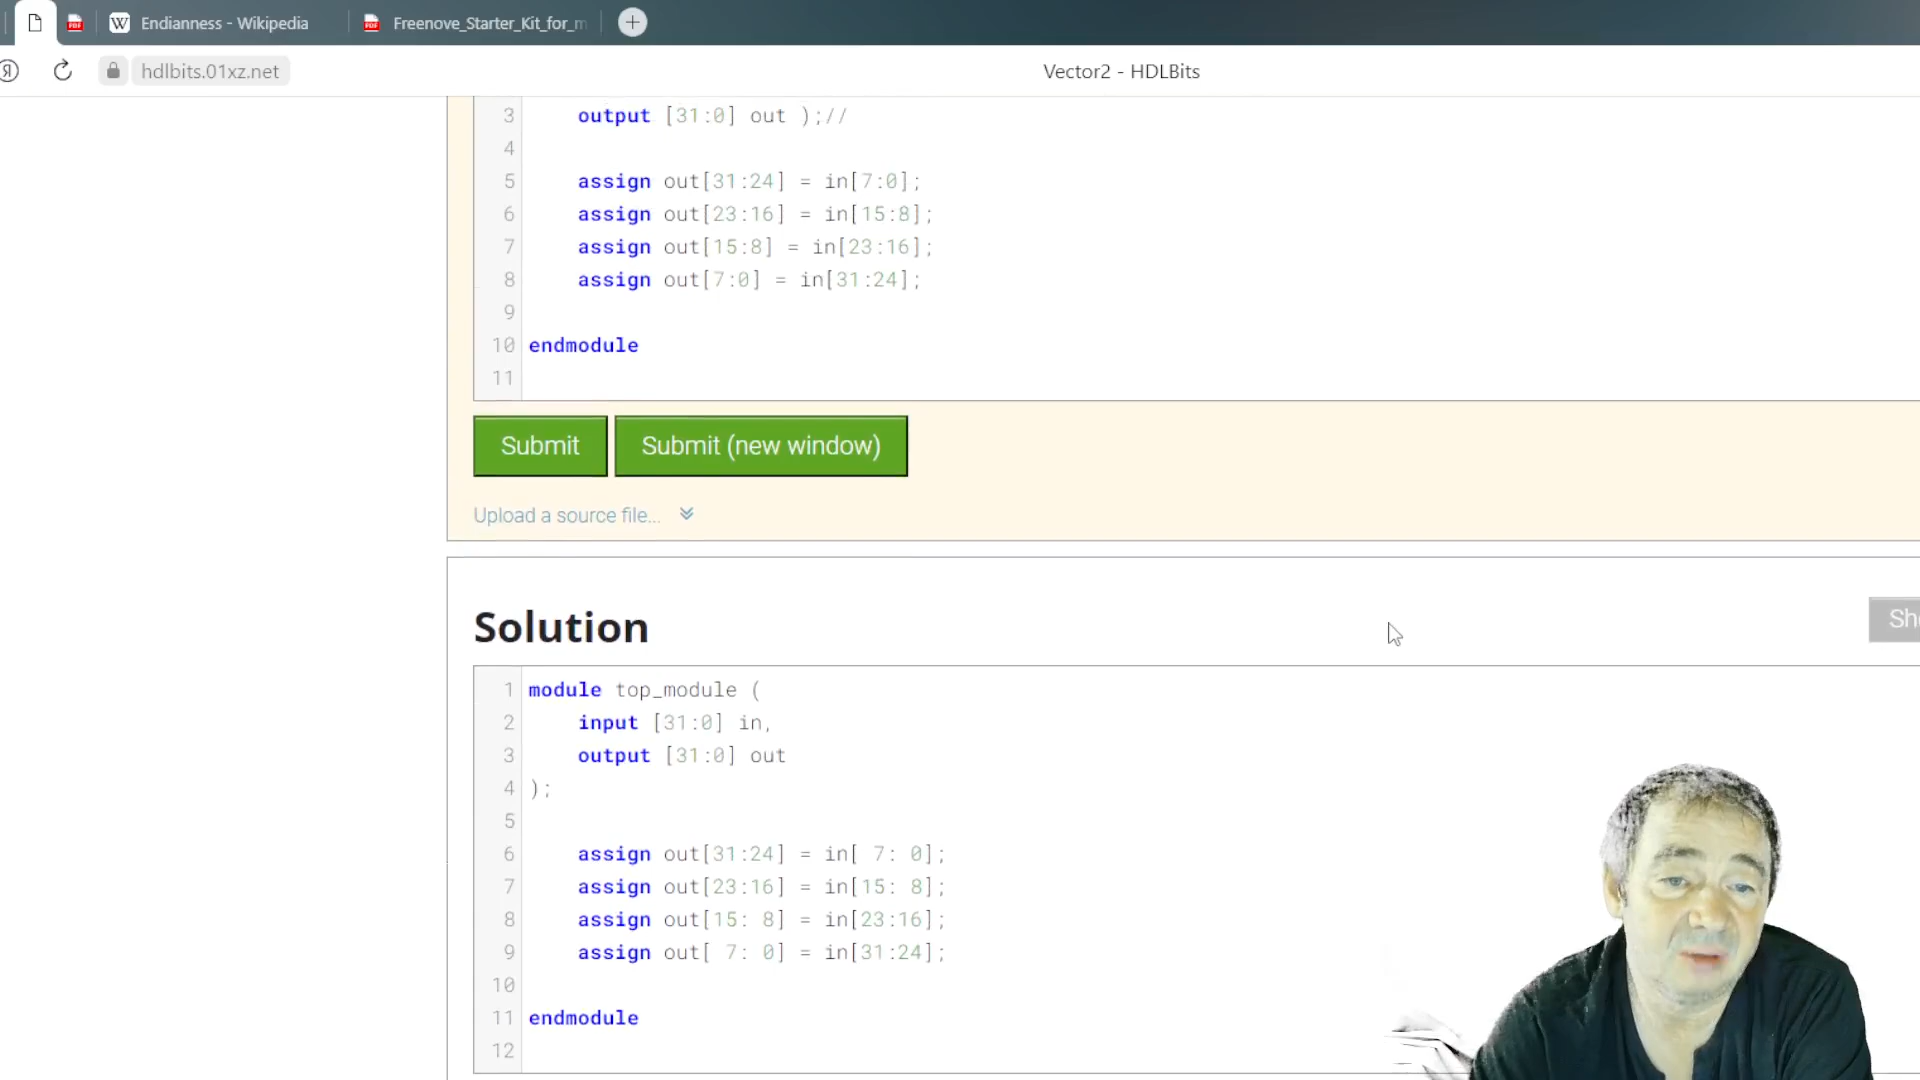 Endianness - Wikipedia
Freenove_Starter_Kit_for_m
hdlbits.01xz.net
Vector2 - HDLBits
3 output [31:0] out );//
4
5 assign out[31:24] = in[7:0];
6 assign out[23:16] = in[15:8];
7 assign out[15:8] = in[23:16];
8 assign out[7:0] = in[31:24];
9
10 endmodule
11
Submit Submit (new window)
Upload a source file...
Solution
Sh
1 module top_module (
2 input [31:0] in,
3 output [31:0] out
4 );
5
6 assign out[31:24] = in[ 7: 0];
7 assign out[23:16] = in[15: 8];
8 assign out[15: 8] = in[23:16];
9 assign out[ 7: 0] = in[31:24];
10
11 endmodule
12